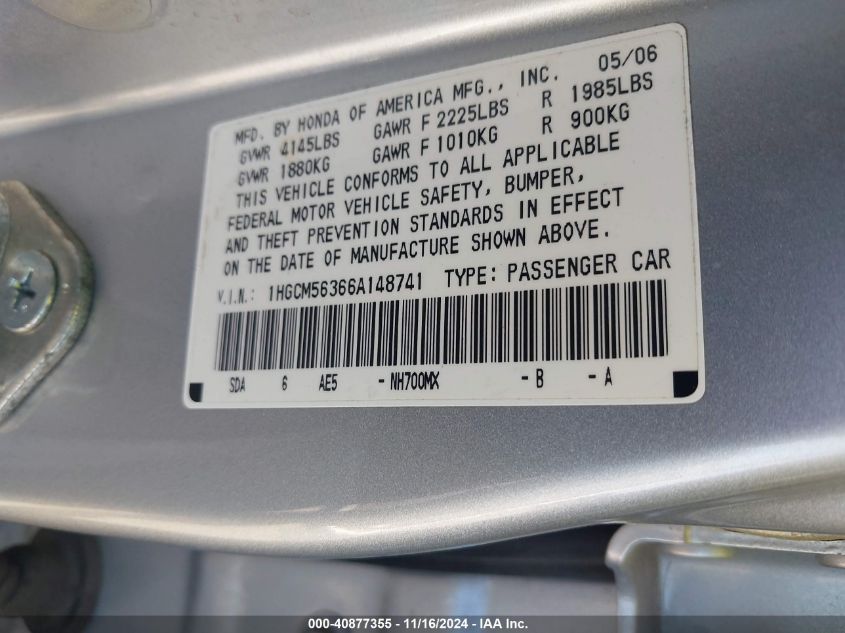 MFD. BY HONDA OF AMERICA MFG., INC. 05/06
GVWR 4145LBS GAWR F 2225LBS R 1985LBS
GVWR 1880KG GAWR F 1010KG R 900KG
THIS VEHICLE CONFORMS TO ALL APPLICABLE
FEDERAL MOTOR VEHICLE SAFETY, BUMPER,
AND THEFT PREVENTION STANDARDS IN EFFECT
ON THE DATE OF MANUFACTURE SHOWN ABOVE.
V.I.N.: 1HGCM56366A148741 TYPE: PASSENGER CAR
SDA 6 AE5 - NH700MX - B - A
000-40877355 | 11/16/2024 - IAA Inc.